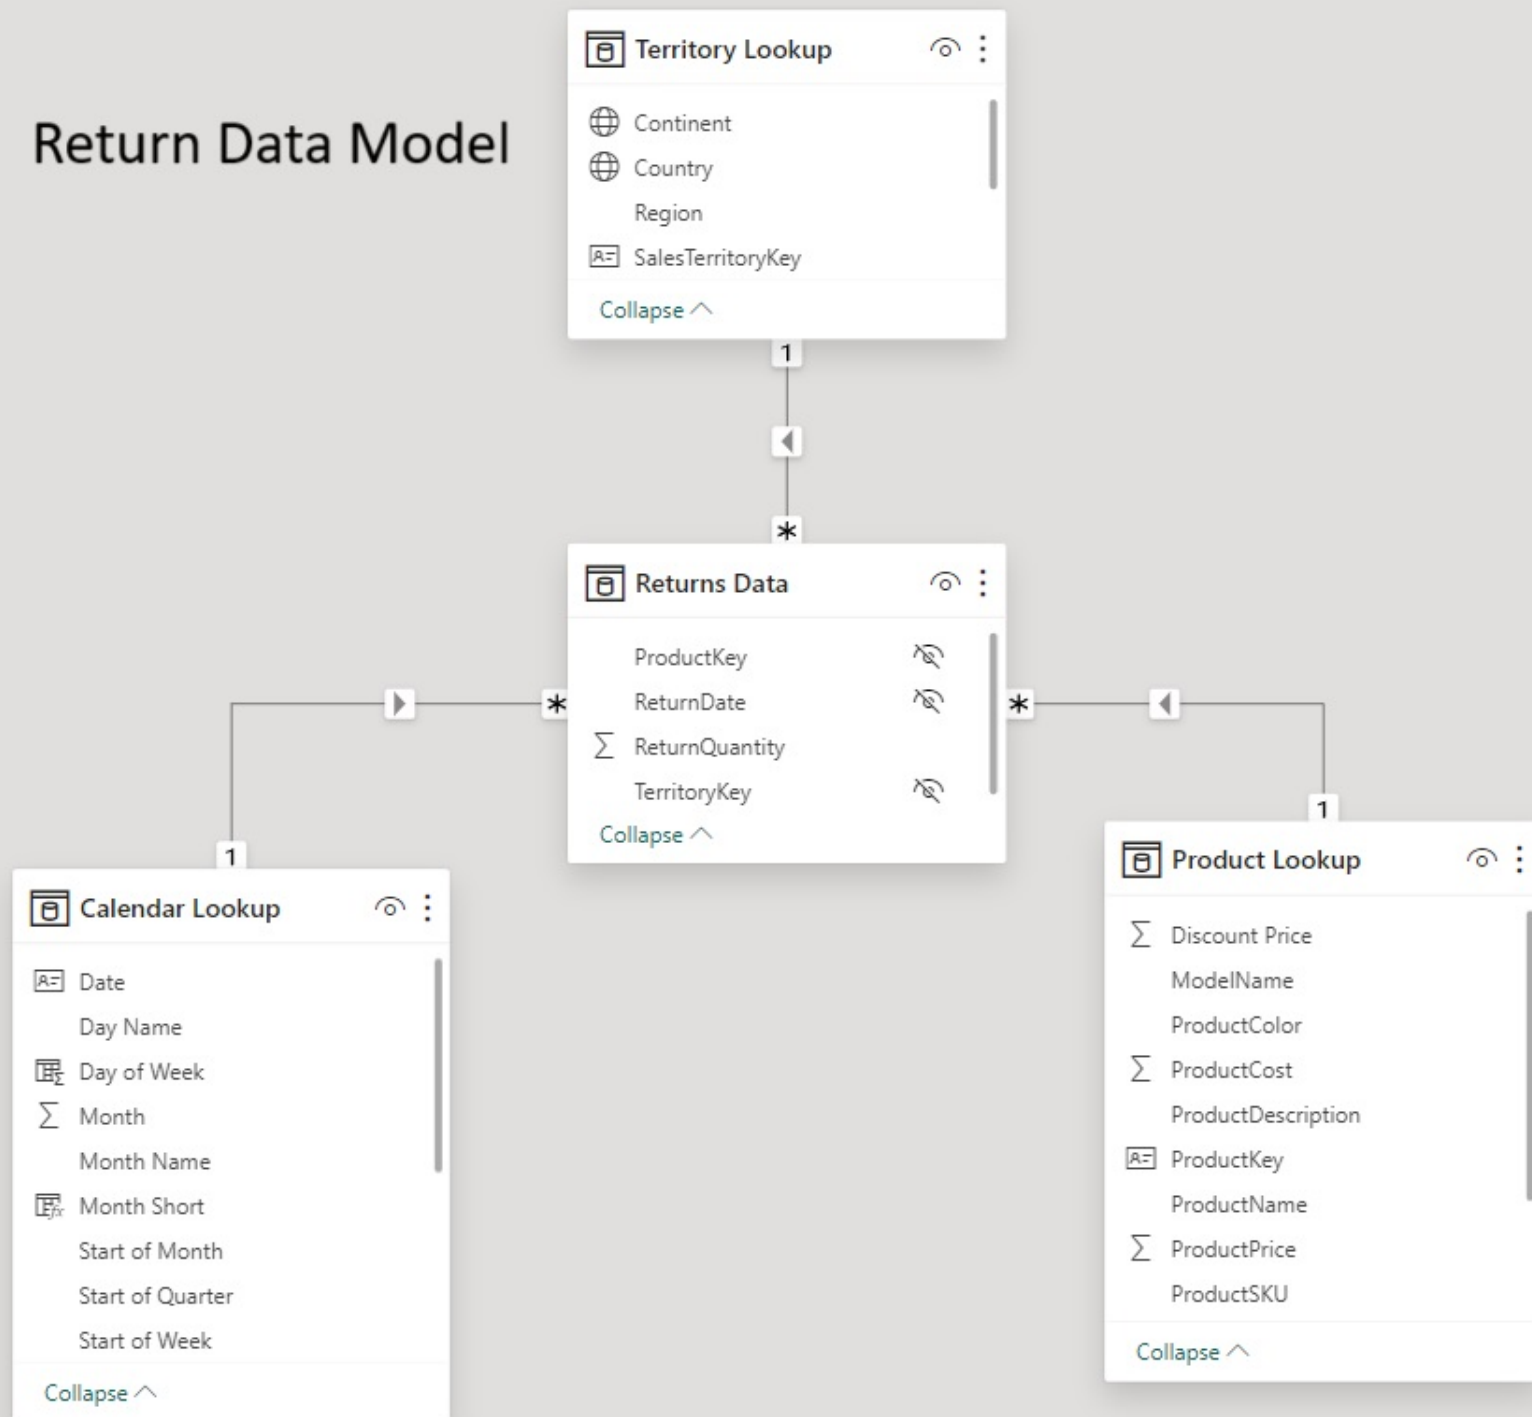 Return Data Model
Territory Lookup
Continent
Country
Region
SalesTerritoryKey
Collapse
1
*
Returns Data
ProductKey
ReturnDate
ReturnQuantity
TerritoryKey
Collapse
*
*
1
1
Calendar Lookup
Date
Day Name
Day of Week
Month
Month Name
Month Short
Start of Month
Start of Quarter
Start of Week
Collapse
Product Lookup
Discount Price
ModelName
ProductColor
ProductCost
ProductDescription
ProductKey
ProductName
ProductPrice
ProductSKU
Collapse